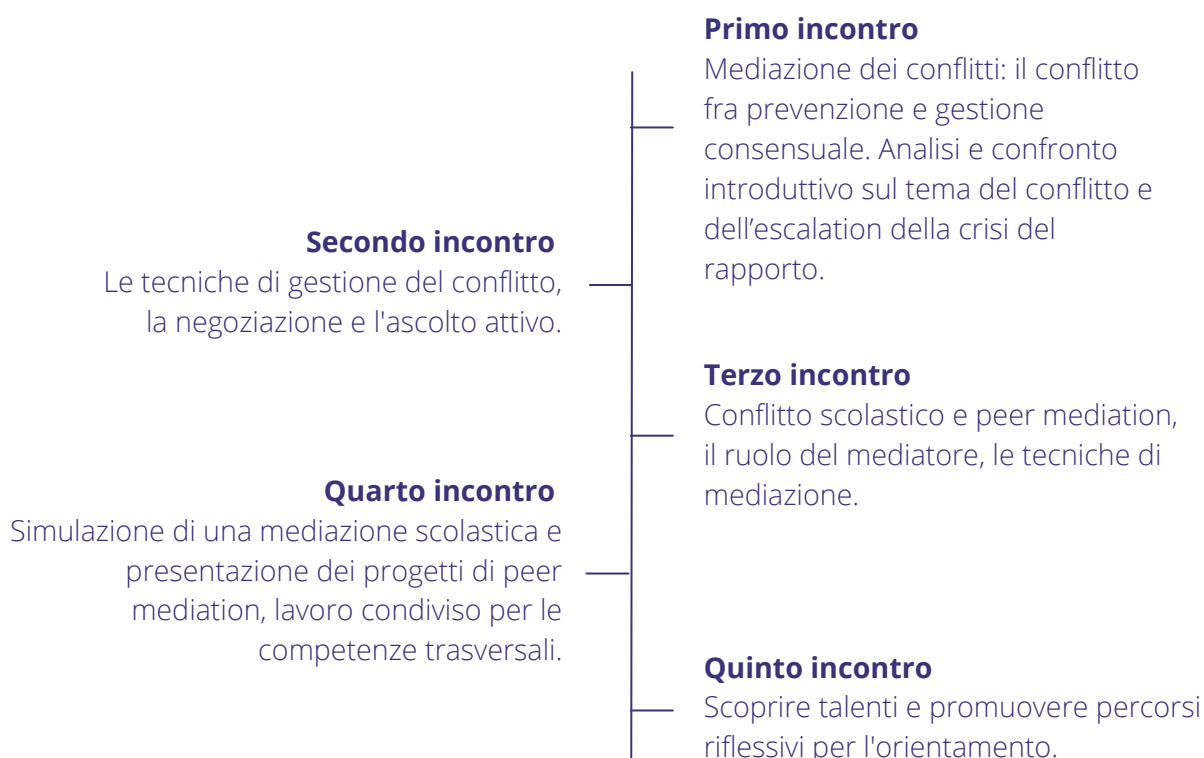 Primo incontro
Mediazione dei conflitti: il conflitto
fra prevenzione e gestione
consensuale. Analisi e confronto
introduttivo sul tema del conflitto e
dell’escalation della crisi del
rapporto.
Secondo incontro
Le tecniche di gestione del conflitto,
la negoziazione e l'ascolto attivo.
Terzo incontro
Conflitto scolastico e peer mediation,
il ruolo del mediatore, le tecniche di
mediazione.
Quarto incontro
Simulazione di una mediazione scolastica e
presentazione dei progetti di peer
mediation, lavoro condiviso per le
competenze trasversali.
Quinto incontro
Scoprire talenti e promuovere percorsi
riflessivi per l'orientamento.